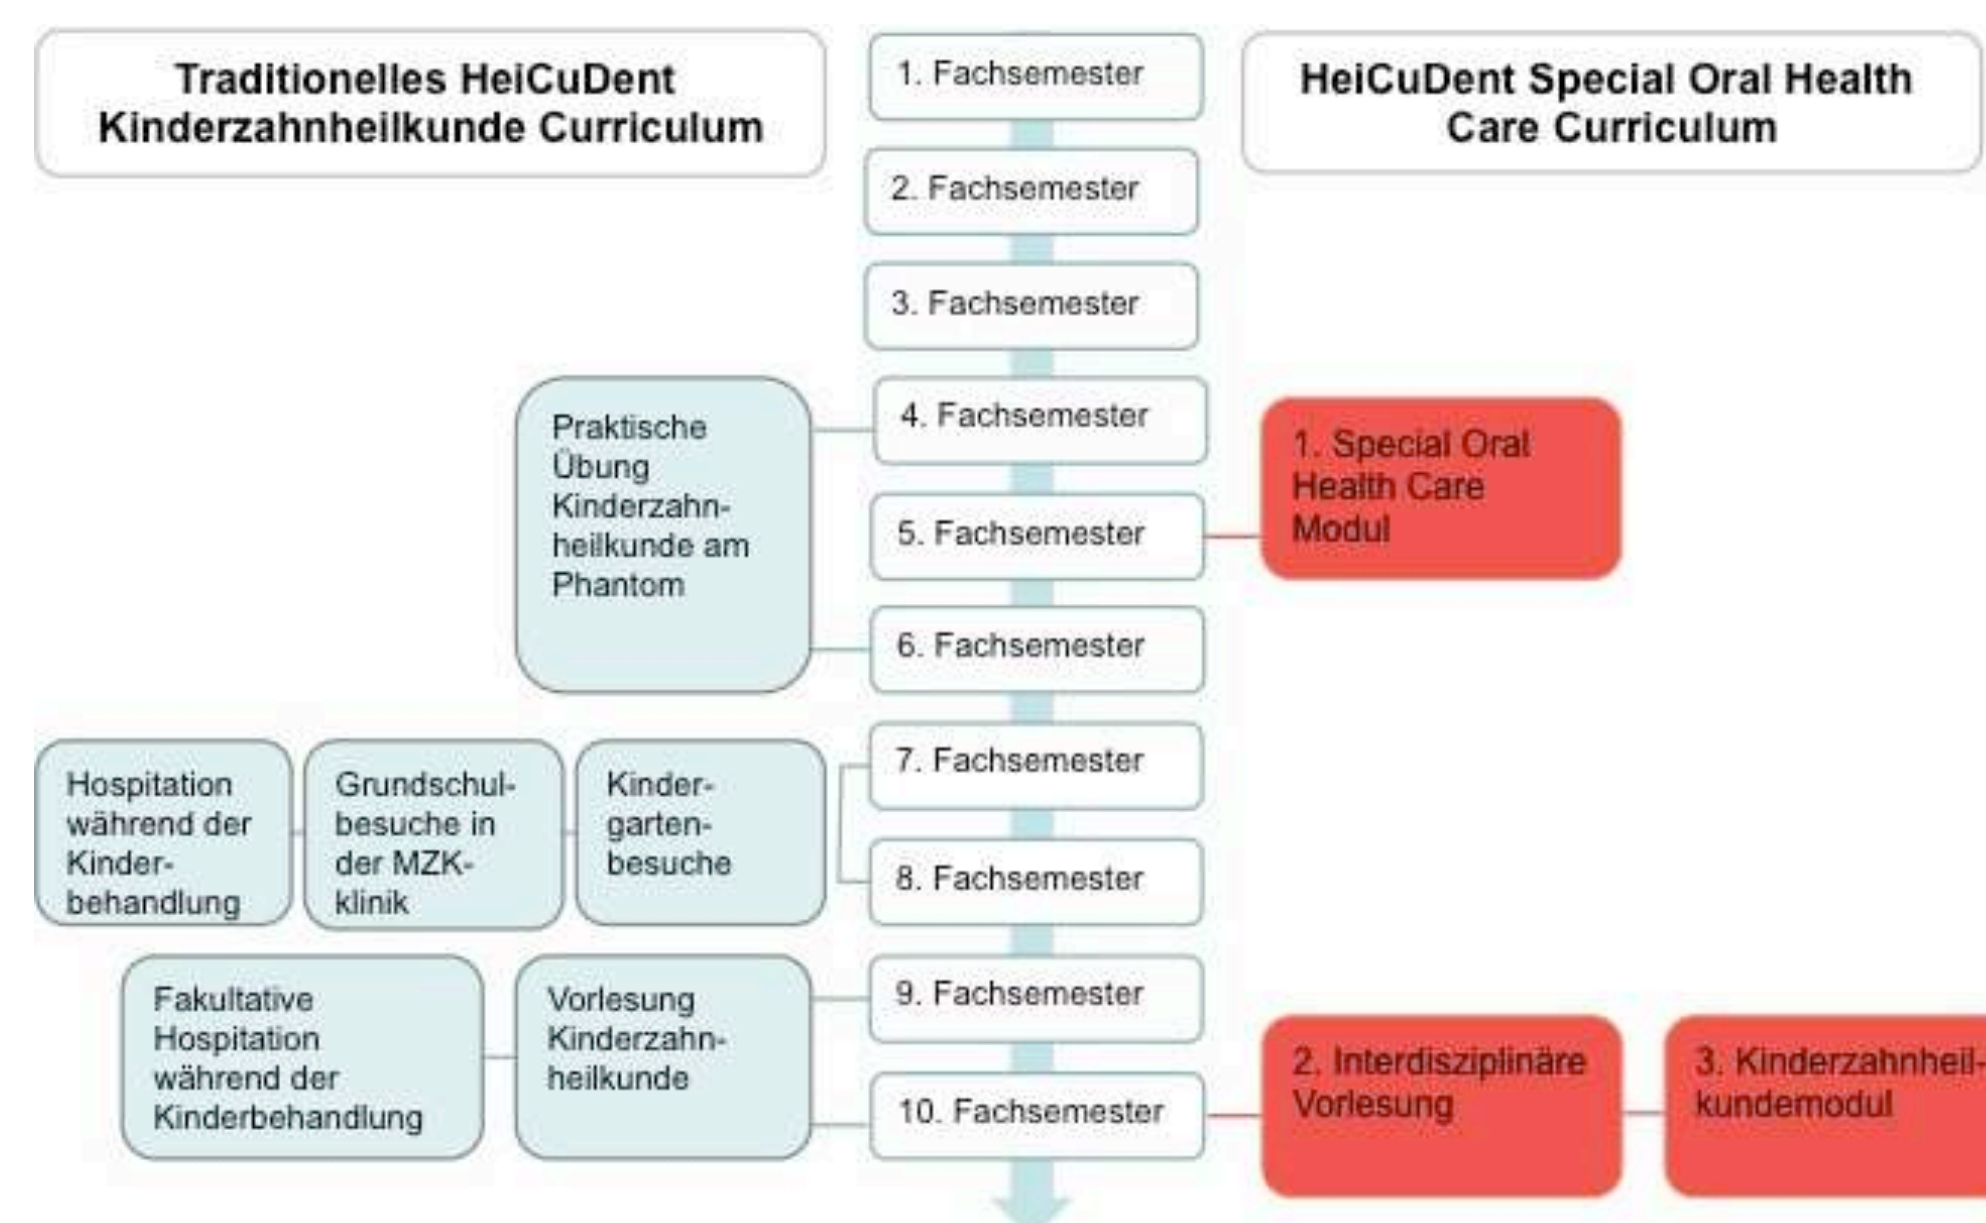 Traditionelles HeiCuDent
Kinderzahnheilkunde Curriculum
1. Fachsemester
HeiCuDent Special Oral Health
Care Curriculum
2. Fachsemester
3. Fachsemester
Praktische
Übung
Kinderzahn-
heilkunde am
Phantom
4. Fachsemester
1. Special Oral
Health Care
Modul
5. Fachsemester
6. Fachsemester
Hospitation
während der
Kinder-
behandlung
Grundschul-
besuche in
der MZK-
klinik
Kinder-
garten-
besuche
7. Fachsemester
8. Fachsemester
Fakultative
Hospitation
während der
Kinderbehandlung
Vorlesung
Kinderzahn-
heilkunde
9. Fachsemester
10. Fachsemester
2. Interdisziplinäre
Vorlesung
3. Kinderzahnheil-
kundemodul